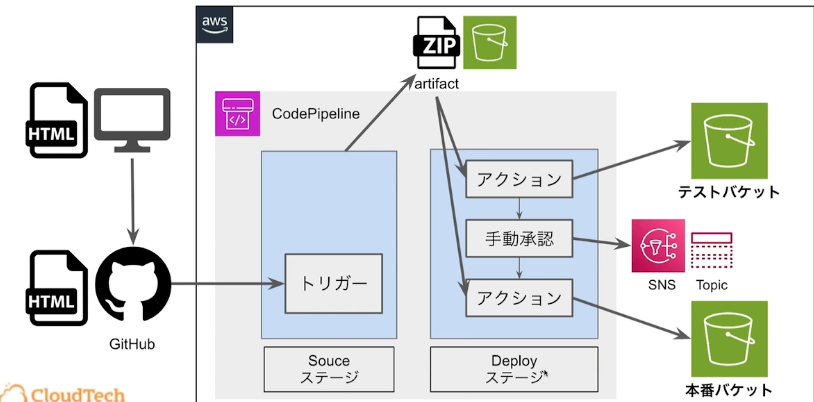 aws
ZIP
artifact
CodePipeline
HTML
アクション
テストバケット
手動承認
トリガー
SNS
Topic
HTML
アクション
GitHub
Souce
ステージ
Deploy
ステージ
本番バケット
CloudTech